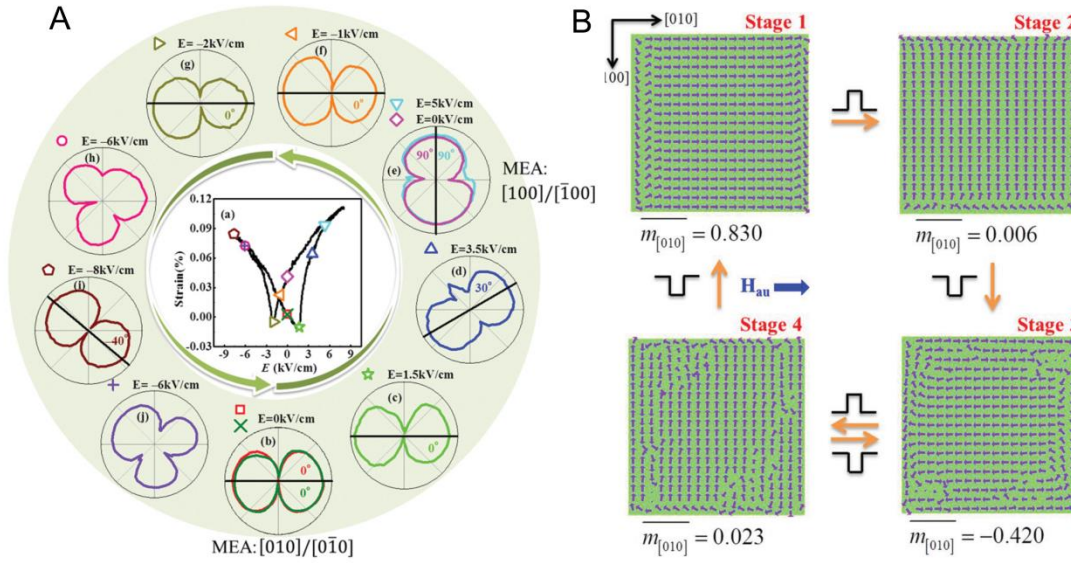 A
E= −2kV/cm
(g)
0°
E= −1kV/cm
(f)
0°
E=5kV/cm
E=0kV/cm
(e)
90°
90°
MEA:
[100]/[1̄00]
E= −6kV/cm
(h)
(a)
0.12
0.09
0.06
0.03
0.00
-0.03
Strain(%)
-9
-6
-3
0
3
6
9
E (kV/cm)
E=3.5kV/cm
(d)
30°
E= −8kV/cm
(i)
−40°
E=1.5kV/cm
(c)
0°
E= −6kV/cm
(j)
E=0kV/cm
(b)
0°
0°
MEA:[010]/[01̄0]
B
[010]
100]
Stage 1
Stage 2
m[010] = 0.830
m[010] = 0.006
Hau
Stage 4
Stage
m[010] = 0.023
m[010] = −0.420